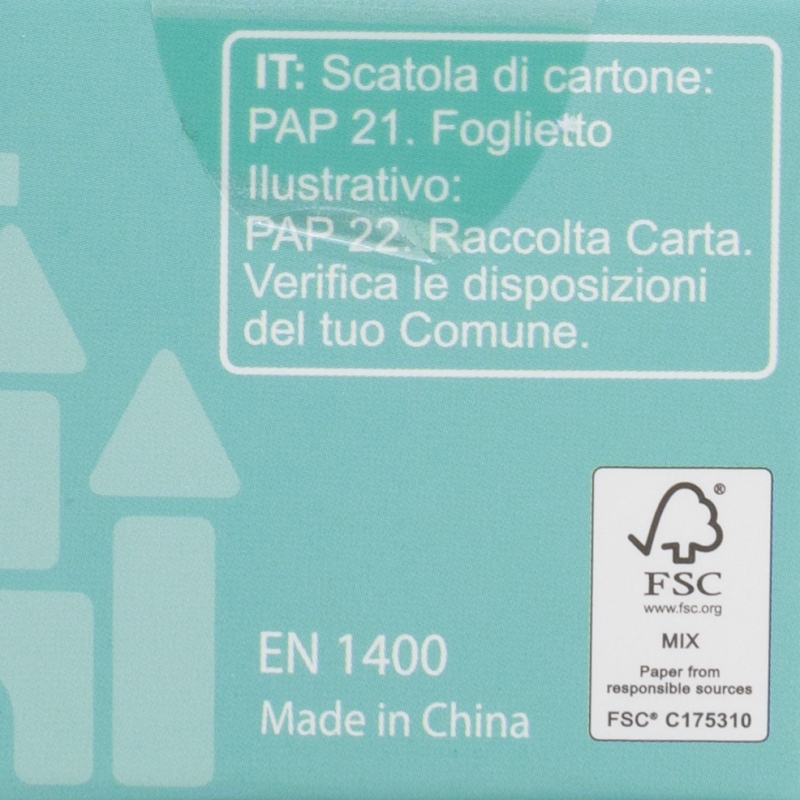 IT: Scatola di cartone:
PAP 21. Foglietto
Illustrativo:
PAP 22. Raccolta Carta.
Verifica le disposizioni
del tuo Comune.
®
FSC
www.fsc.org
MIX
Paper from
responsible sources
FSC® C175310
EN 1400
Made in China